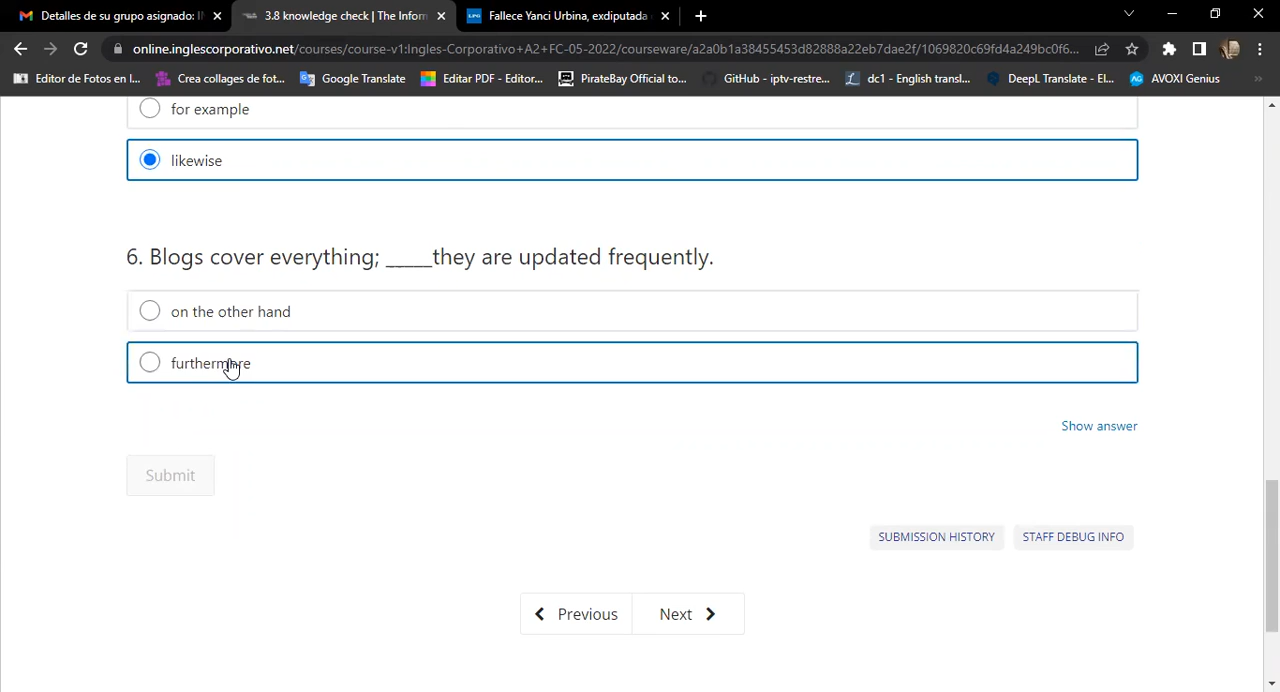 Detalles de su grupo asignado: I
3.8 knowledge check | The Inform
Fallece Yanci Urbina, exdiputada
online.inglescorporativo.net/courses/course-v1:Ingles-Corporativo+A2+FC-05-2022/courseware/a2a0b1a38455453d82888a22eb7dae2f/1069820c69fd4a249bc0f6...
Editor de Fotos en l...
Crea collages de fot...
Google Translate
Editar PDF - Editor...
PirateBay Official to...
GitHub - iptv-restre...
dc1 - English transl...
DeepL Translate - El...
AVOXI Genius
for example
likewise
6. Blogs cover everything; _____they are updated frequently.
on the other hand
furthermore
Show answer
Submit
SUBMISSION HISTORY
STAFF DEBUG INFO
Previous
Next